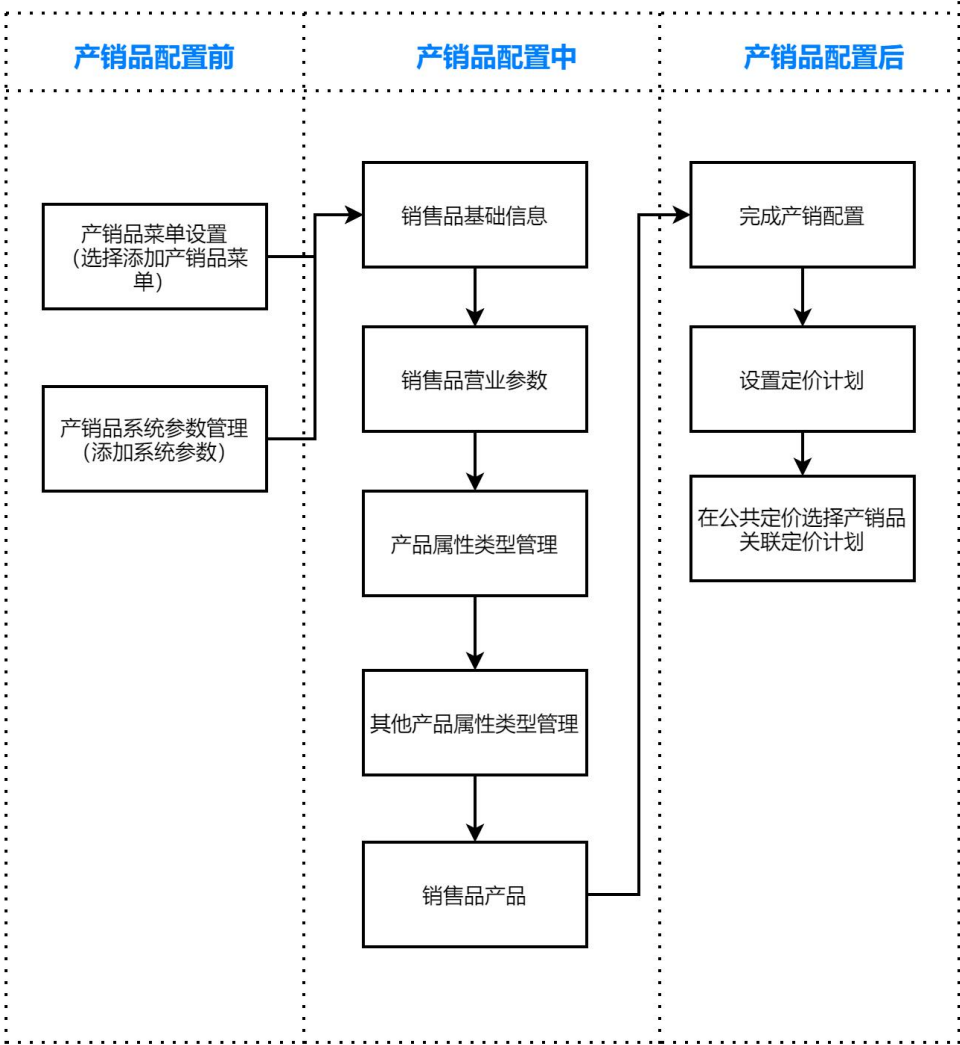 产销品配置前
产销品配置中
产销品配置后
产销品菜单设置
（选择添加产销品菜
单）
产销品系统参数管理
（添加系统参数）
销售品基础信息
销售品营业参数
产品属性类型管理
其他产品属性类型管理
销售品产品
完成产销配置
设置定价计划
在公共定价选择产销品
关联定价计划